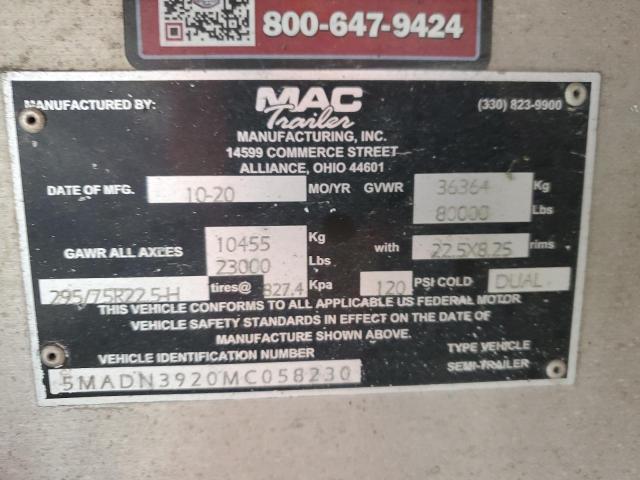 800-647-9424
MANUFACTURED BY: MAC Trailer (330) 823-9900
MANUFACTURING, INC.
14599 COMMERCE STREET
ALLIANCE, OHIO 44601
DATE OF MFG. 10-20 MO/YR GVWR 36364 Kg
80000 Lbs
GAWR ALL AXLES 10455 Kg with 22.5X8.25 rims
23000 Lbs
295/75R22.5-H tires@ 827.4 Kpa 120 PSI COLD DUAL
THIS VEHICLE CONFORMS TO ALL APPLICABLE US FEDERAL MOTOR
VEHICLE SAFETY STANDARDS IN EFFECT ON THE DATE OF
MANUFACTURE SHOWN ABOVE.
VEHICLE IDENTIFICATION NUMBER TYPE VEHICLE
5MADN3920MC058230 SEMI-TRAILER